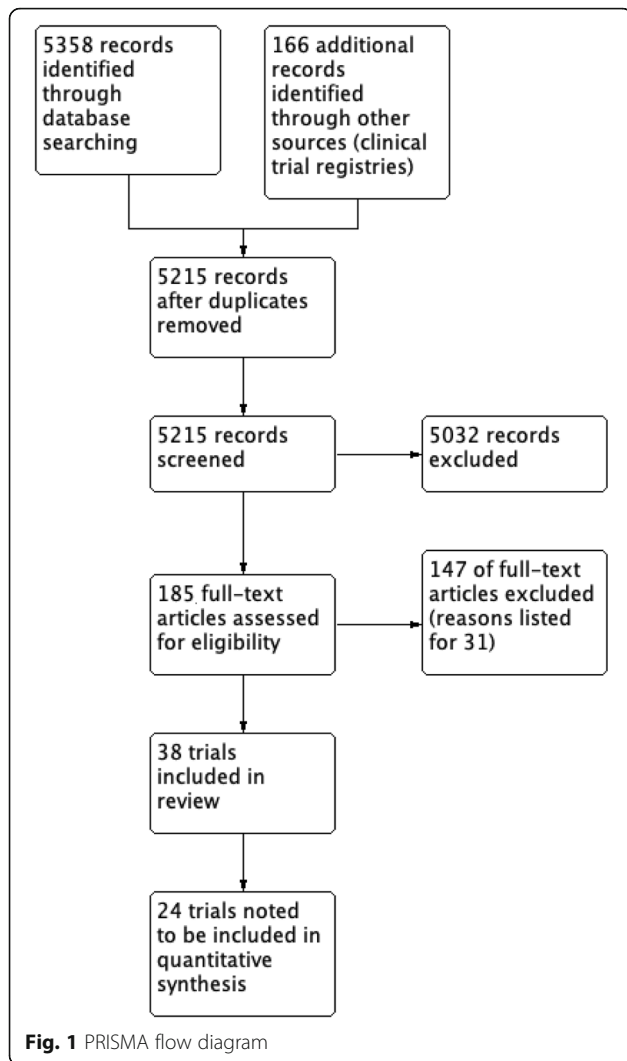 5358 records
identified
through
database
searching
166 additional
records
identified
through other
sources (clinical
trial registries)
5215 records
after duplicates
removed
5215 records
screened
5032 records
excluded
185 full-text
articles assessed
for eligibility
147 of full-text
articles excluded
(reasons listed
for 31)
38 trials
included in
review
24 trials noted
to be included in
quantitative
synthesis
Fig. 1 PRISMA flow diagram